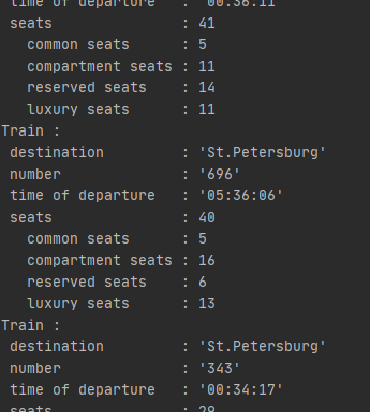 time of departure : '00:36:11'
seats : 41
common seats : 5
compartment seats : 11
reserved seats : 14
luxury seats : 11
Train :
destination : 'St.Petersburg'
number : '696'
time of departure : '05:36:06'
seats : 40
common seats : 5
compartment seats : 16
reserved seats : 6
luxury seats : 13
Train :
destination : 'St.Petersburg'
number : '343'
time of departure : '00:34:17'
seats : 29